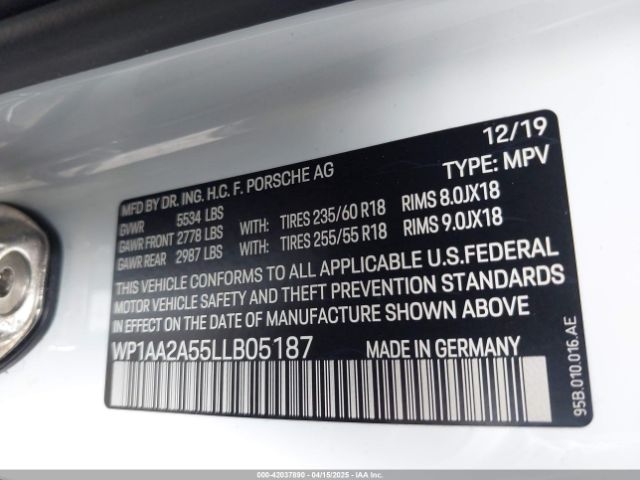 12/19
MFD BY DR. ING. H.C. F. PORSCHE AG TYPE: MPV
GVWR 5534 LBS
GAWR FRONT 2778 LBS WITH: TIRES 235/60 R18 RIMS 8.0JX18
GAWR REAR 2987 LBS WITH: TIRES 255/55 R18 RIMS 9.0JX18
THIS VEHICLE CONFORMS TO ALL APPLICABLE U.S.FEDERAL
MOTOR VEHICLE SAFETY AND THEFT PREVENTION STANDARDS
IN EFFECT ON THE DATE OF MANUFACTURE SHOWN ABOVE
WP1AA2A55LLB05187 MADE IN GERMANY
95B.010.016.AE
000-42037890 - 04/15/2025 - IAAI.COM